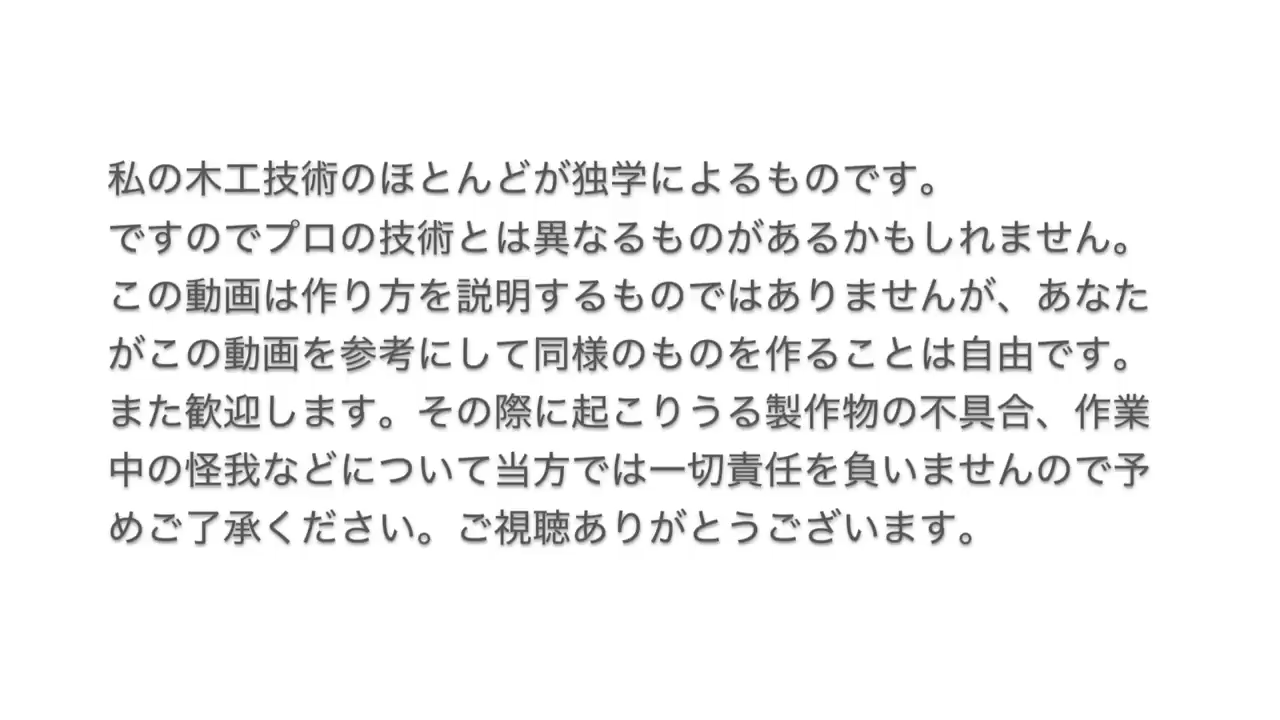 私の木工技術のほとんどが独学によるものです。
ですのでプロの技術とは異なるものがあるかもしれません。
この動画は作り方を説明するものではありませんが、あなた
がこの動画を参考にして同様のものを作ることは自由です。
また歓迎します。その際に起こりうる製作物の不具合、作業
中の怪我などについて当方では一切責任を負いませんので予
めご了承ください。ご視聴ありがとうございます。